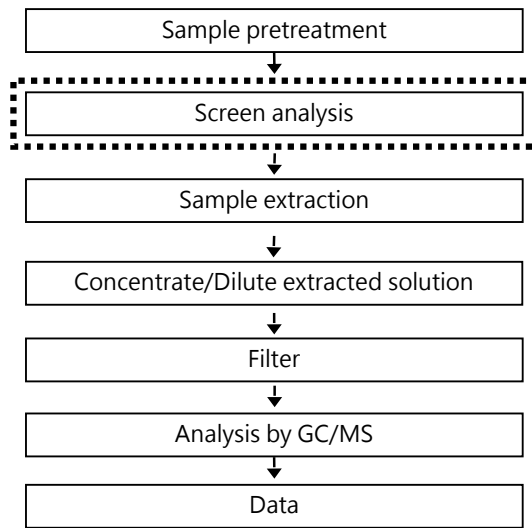 Sample pretreatment
Screen analysis
Sample extraction
Concentrate/Dilute extracted solution
Filter
Analysis by GC/MS
Data